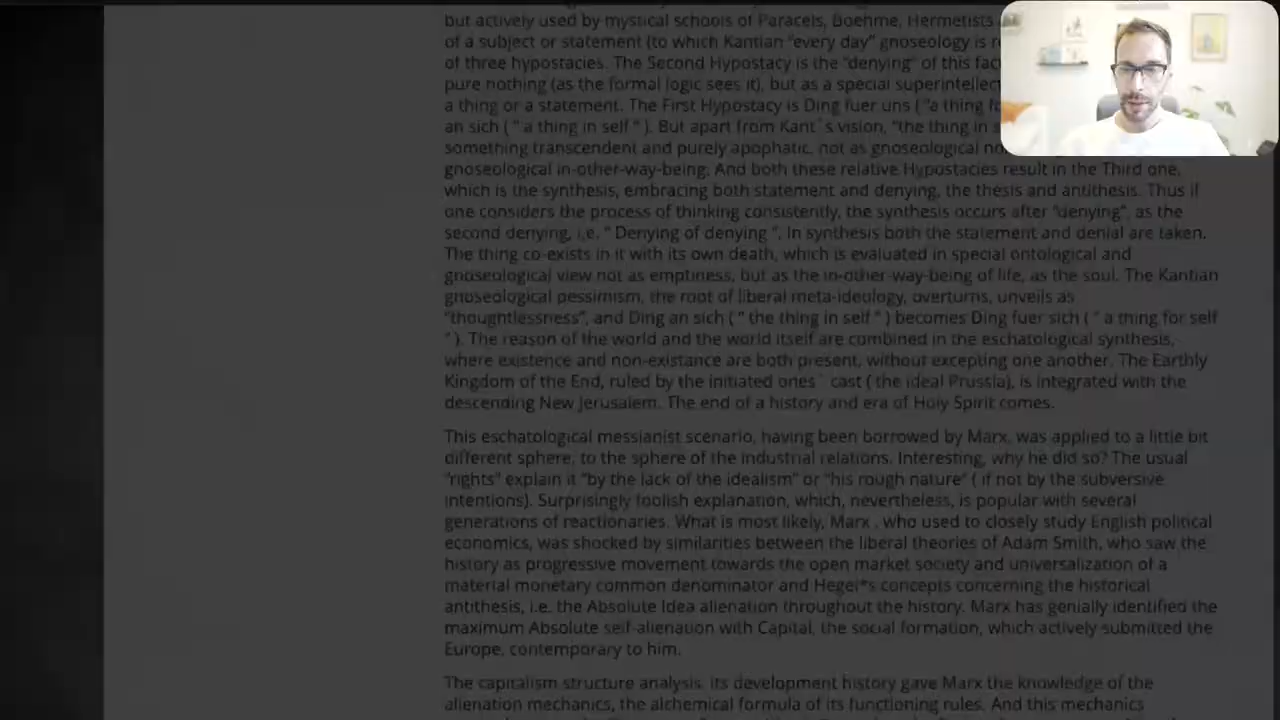 but actively used by mystical schools of Paracels, Boehme, Hermetists
of a subject or statement (to which Kantian "every day" gnoseology is
of three hypostacies. The Second Hypostacy is the "denying" of this
pure nothing (as the formal logic sees it), but as a special
a thing or a statement. The First Hypostacy is Ding fuer uns ( "a thing
an sich ( " a thing in self " ). But apart from Kant`s vision, "the thing in
something transcendent and purely apophatic, not as gnoseological
gnoseological in-other-way-being. And both these relative Hypostacies result in the Third one,
which is the synthesis, embracing both statement and denying, the thesis and antithesis. Thus if
one considers the process of thinking consistently, the synthesis occurs after "denying", as the
second denying, i.e. " Denying of denying ". In synthesis both the statement and denial are taken.
The thing co-exists in it with its own death, which is evaluated in special ontological and
gnoseological view not as emptiness, but as the in-other-way-being of life, as the soul. The Kantian
gnoseological pessimism, the root of liberal meta-ideology, overturns, unveils as
"thoughtlessness", and Ding an sich ( " the thing in self " ) becomes Ding fuer sich ( " a thing for self
" ). The reason of the world and the world itself are combined in the eschatological synthesis,
where existence and non-existance are both present, without excepting one another. The Earthly
Kingdom of the End, ruled by the initiated ones` cast ( the ideal Prussia), is integrated with the
descending New Jerusalem. The end of a history and era of Holy Spirit comes.
This eschatological messianist scenario, having been borrowed by Marx, was applied to a little bit
different sphere, to the sphere of the industrial relations. Interesting, why he did so? The usual
"rights" explain it "by the lack of the idealism" or "his rough nature" ( if not by the subversive
intentions). Surprisingly foolish explanation, which, nevertheless, is popular with several
generations of reactionaries. What is most likely, Marx , who used to closely study English political
economics, was shocked by similarities between the liberal theories of Adam Smith, who saw the
history as progressive movement towards the open market society and universalization of a
material monetary common denominator and Hegel*s concepts concerning the historical
antithesis, i.e. the Absolute Idea alienation throughout the history. Marx has genially identified the
maximum Absolute self-alienation with Capital, the social formation, which actively submitted the
Europe, contemporary to him.
The capitalism structure analysis, its development history gave Marx the knowledge of the
alienation mechanics, the alchemical formula of its functioning rules. And this mechanics